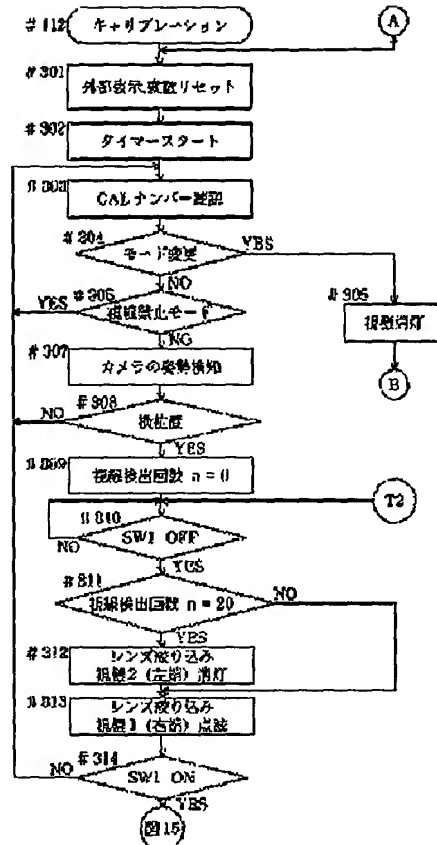 #112
キャリブレーション
A
#301
外部表示, 変数リセット
#302
タイマースタート
#303
CALナンバー確認
#304
モード変更
YES
NO
#305
視標消灯
B
YES
視線禁止モード
NO
#307
カメラの姿勢検知
#308
NO
横位置
YES
#309
視線検出回数 n = 0
T2
#310
SW1 OFF
NO
YES
#311
視線検出回数 n = 20
NO
YES
#312
レンズ絞り込み
視標2 (左端) 消灯
#313
レンズ絞り込み
視標1 (右端) 点滅
#314
NO
SW1 ON
YES
図15